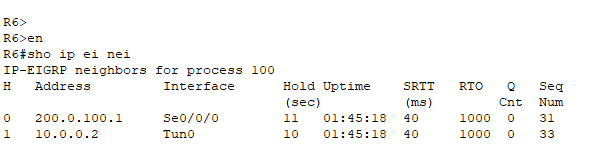 R6>
R6>en
R6#sho ip ei nei
IP-EIGRP neighbors for process 100
H   Address         Interface      Hold Uptime    SRTT   RTO   Q   Seq
                                   (sec)          (ms)        Cnt  Num
0   200.0.100.1     Se0/0/0        11   01:45:18  40     1000  0   31
1   10.0.0.2        Tun0           10   01:45:18  40     1000  0   33